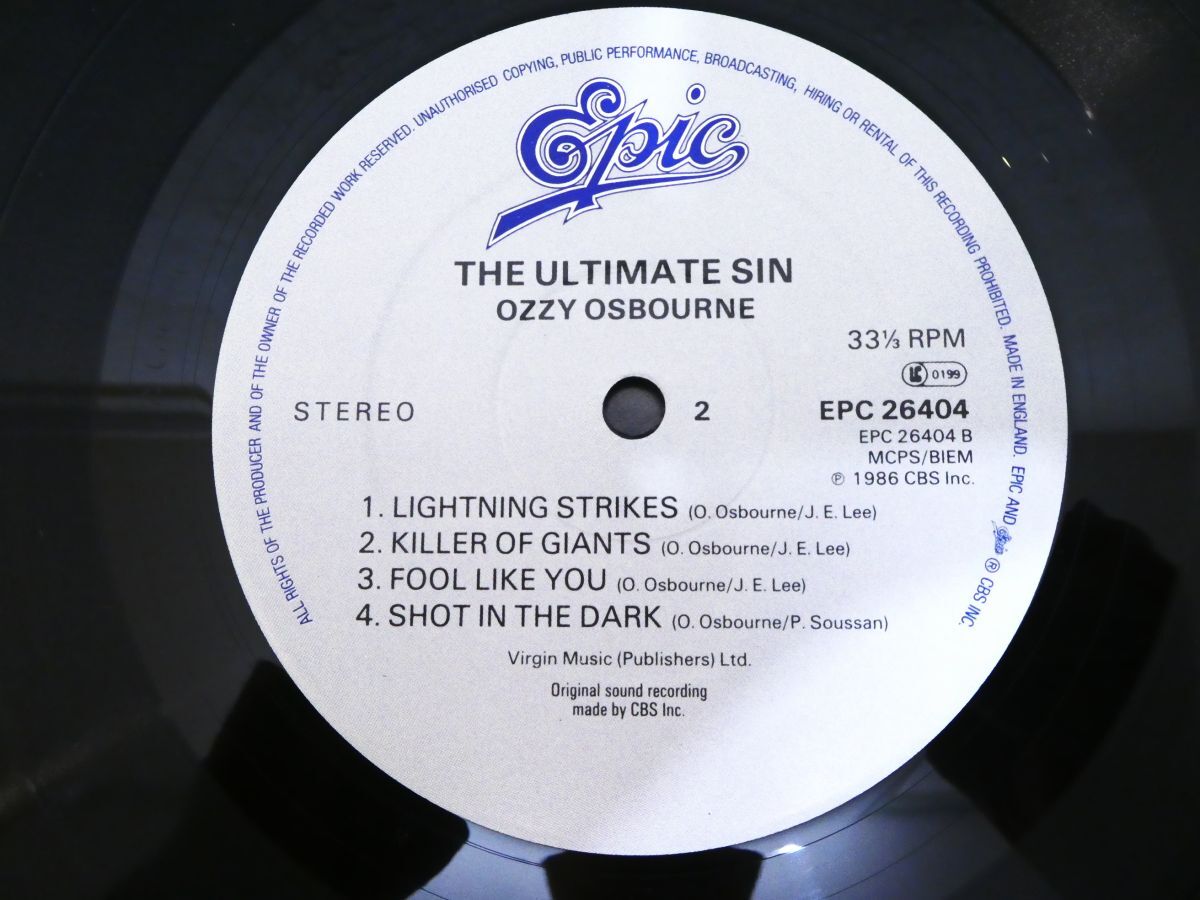 ALL RIGHTS OF THE PRODUCER AND OF THE OWNER OF THE RECORDED WORK RESERVED. UNAUTHORISED COPYING, PUBLIC PERFORMANCE, BROADCASTING, HIRING OR RENTAL OF THIS RECORDING PROHIBITED. MADE IN ENGLAND. EPIC AND Epic ® CBS INC.
Epic
THE ULTIMATE SIN
OZZY OSBOURNE
33⅓ RPM
LC 0199
STEREO
2
EPC 26404
EPC 26404 B
MCPS/BIEM
℗ 1986 CBS Inc.
1. LIGHTNING STRIKES (O. Osbourne/J. E. Lee)
2. KILLER OF GIANTS (O. Osbourne/J. E. Lee)
3. FOOL LIKE YOU (O. Osbourne/J. E. Lee)
4. SHOT IN THE DARK (O. Osbourne/P. Soussan)
Virgin Music (Publishers) Ltd.
Original sound recording
made by CBS Inc.